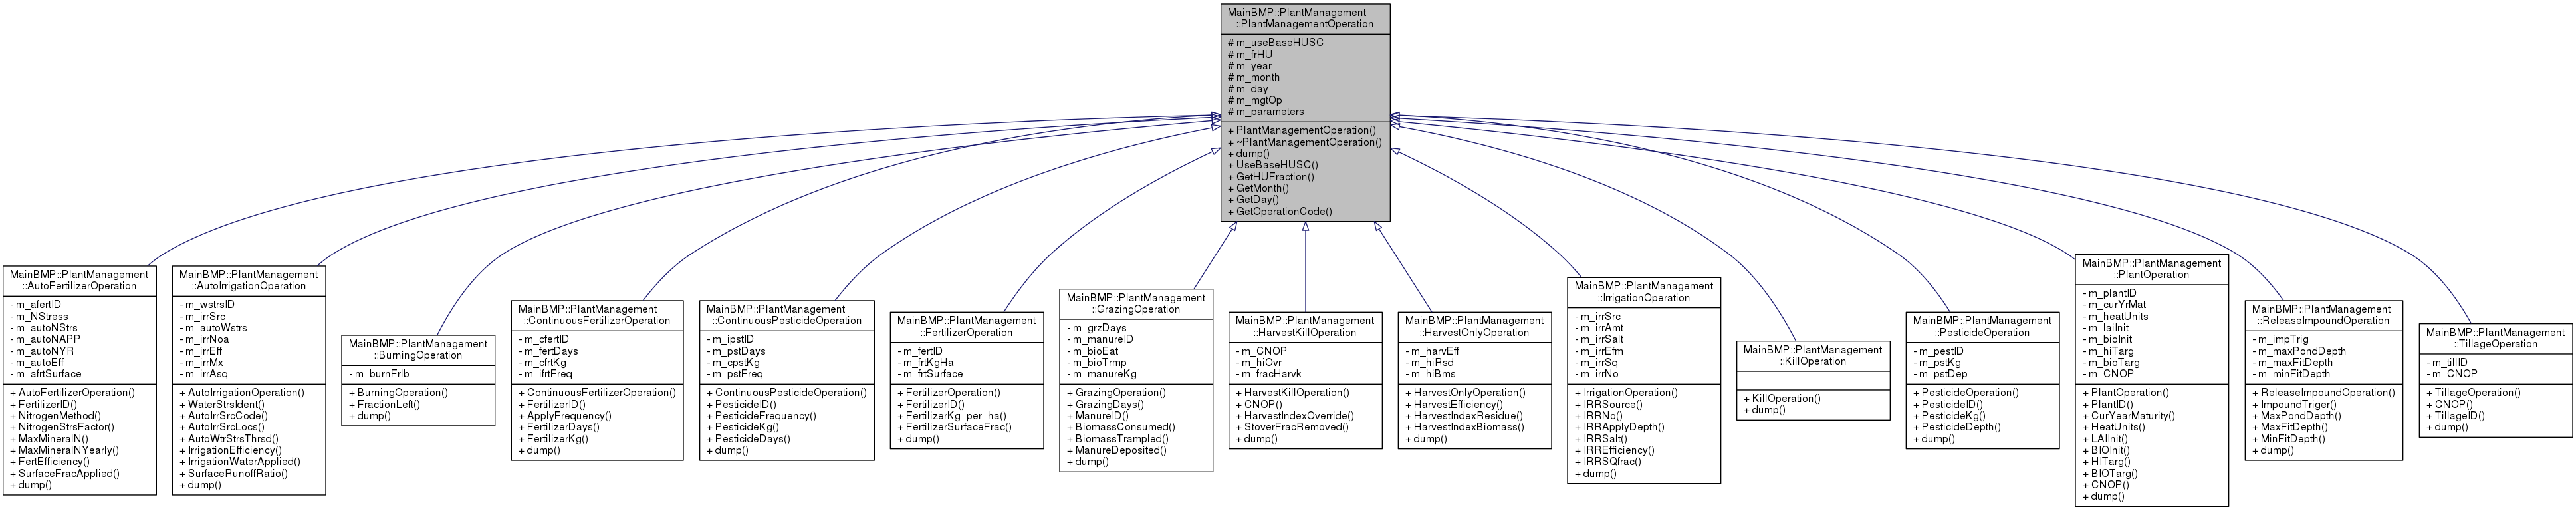 MainBMP::PlantManagement
::PlantManagementOperation
# m_useBaseHUSC
# m_frHU
# m_year
# m_month
# m_day
# m_mgtOp
# m_parameters
+ PlantManagementOperation()
+ ~PlantManagementOperation()
+ dump()
+ UseBaseHUSC()
+ GetHUFraction()
+ GetMonth()
+ GetDay()
+ GetOperationCode()
MainBMP::PlantManagement
::AutoFertilizerOperation
- m_afertID
- m_NStress
- m_autoNStrs
- m_autoNAPP
- m_autoNYR
- m_autoEff
- m_afrtSurface
+ AutoFertilizerOperation()
+ FertilizerID()
+ NitrogenMethod()
+ NitrogenStrsFactor()
+ MaxMineralN()
+ MaxMineralNYearly()
+ FertEfficiency()
+ SurfaceFracApplied()
+ dump()
MainBMP::PlantManagement
::AutoIrrigationOperation
- m_wstrsID
- m_irrSrc
- m_autoWstrs
- m_irrNoa
- m_irrEff
- m_irrMx
- m_irrAsq
+ AutoIrrigationOperation()
+ WaterStrsIdent()
+ AutoIrrSrcCode()
+ AutoIrrSrcLocs()
+ AutoWtrStrsThrsd()
+ IrrigationEfficiency()
+ IrrigationWaterApplied()
+ SurfaceRunoffRatio()
+ dump()
MainBMP::PlantManagement
::BurningOperation
- m_burnFrlb
+ BurningOperation()
+ FractionLeft()
+ dump()
MainBMP::PlantManagement
::ContinuousFertilizerOperation
- m_cfertID
- m_fertDays
- m_cfrtKg
- m_ifrtFreq
+ ContinuousFertilizerOperation()
+ FertilizerID()
+ ApplyFrequency()
+ FertilizerDays()
+ FertilizerKg()
+ dump()
MainBMP::PlantManagement
::ContinuousPesticideOperation
- m_ipstID
- m_pstDays
- m_cpstKg
- m_pstFreq
+ ContinuousPesticideOperation()
+ PesticideID()
+ PesticideFrequency()
+ PesticideKg()
+ PesticideDays()
+ dump()
MainBMP::PlantManagement
::FertilizerOperation
- m_fertID
- m_frtKgHa
- m_frtSurface
+ FertilizerOperation()
+ FertilizerID()
+ FertilizerKg_per_ha()
+ FertilizerSurfaceFrac()
+ dump()
MainBMP::PlantManagement
::GrazingOperation
- m_grzDays
- m_manureID
- m_bioEat
- m_bioTrmp
- m_manureKg
+ GrazingOperation()
+ GrazingDays()
+ ManureID()
+ BiomassConsumed()
+ BiomassTrampled()
+ ManureDeposited()
+ dump()
MainBMP::PlantManagement
::HarvestKillOperation
- m_CNOP
- m_hiOvr
- m_fracHarvk
+ HarvestKillOperation()
+ CNOP()
+ HarvestIndexOverride()
+ StoverFracRemoved()
+ dump()
MainBMP::PlantManagement
::HarvestOnlyOperation
- m_harvEff
- m_hiRsd
- m_hiBms
+ HarvestOnlyOperation()
+ HarvestEfficiency()
+ HarvestIndexResidue()
+ HarvestIndexBiomass()
+ dump()
MainBMP::PlantManagement
::IrrigationOperation
- m_irrSrc
- m_irrAmt
- m_irrSalt
- m_irrEfm
- m_irrSq
- m_irrNo
+ IrrigationOperation()
+ IRRSource()
+ IRRNo()
+ IRRApplyDepth()
+ IRRSalt()
+ IRREfficiency()
+ IRRSQfrac()
+ dump()
MainBMP::PlantManagement
::KillOperation
+ KillOperation()
+ dump()
MainBMP::PlantManagement
::PesticideOperation
- m_pestID
- m_pstKg
- m_pstDep
+ PesticideOperation()
+ PesticideID()
+ PesticideKg()
+ PesticideDepth()
+ dump()
MainBMP::PlantManagement
::PlantOperation
- m_plantID
- m_curYrMat
- m_heatUnits
- m_laiInit
- m_bioInit
- m_hiTarg
- m_bioTarg
- m_CNOP
+ PlantOperation()
+ PlantID()
+ CurYearMaturity()
+ HeatUnits()
+ LAIInit()
+ BIOInit()
+ HITarg()
+ BIOTarg()
+ CNOP()
+ dump()
MainBMP::PlantManagement
::ReleaseImpoundOperation
- m_impTrig
- m_maxPondDepth
- m_maxFitDepth
- m_minFitDepth
+ ReleaseImpoundOperation()
+ ImpoundTriger()
+ MaxPondDepth()
+ MaxFitDepth()
+ MinFitDepth()
+ dump()
MainBMP::PlantManagement
::TillageOperation
- m_tillID
- m_CNOP
+ TillageOperation()
+ CNOP()
+ TillageID()
+ dump()